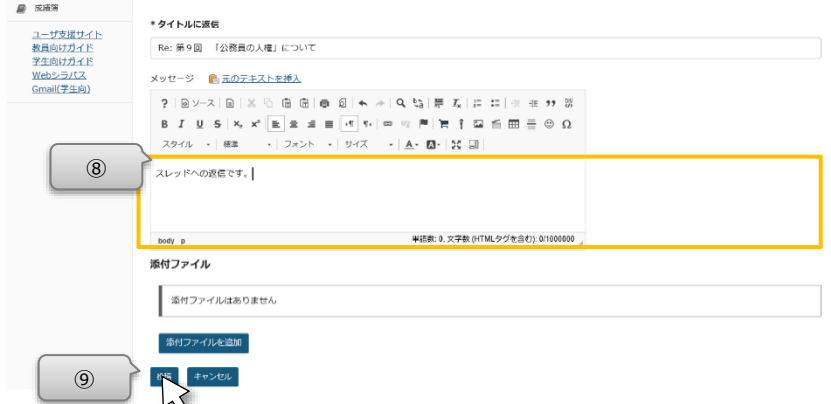 成績簿
ユーザ支援サイト
教員向けガイド
学生向けガイド
Webシラバス
Gmail(学生向)
* タイトルに返信
Re: 第９回 「公務員の人権」について
メッセージ 元のテキストを挿入
? ソース
B I U S x₂ x²
スタイル 標準 フォント サイズ A A
⑧
スレッドへの返信です。
body p 単語数: 0, 文字数 (HTMLタグを含む): 0/1000000
添付ファイル
添付ファイルはありません
添付ファイルを追加
⑨
キャンセル